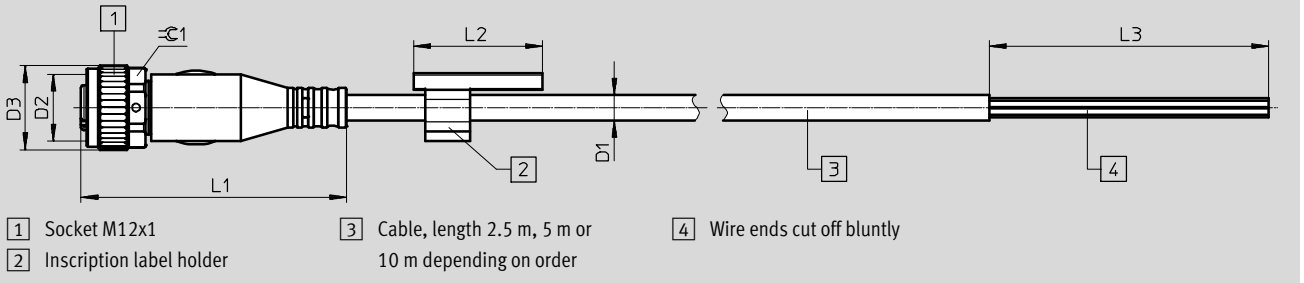 1
=©1
L2
L3
D3
D2
D1
L1
2
3
4
1 Socket M12x1
2 Inscription label holder
3 Cable, length 2.5 m, 5 m or
10 m depending on order
4 Wire ends cut off bluntly